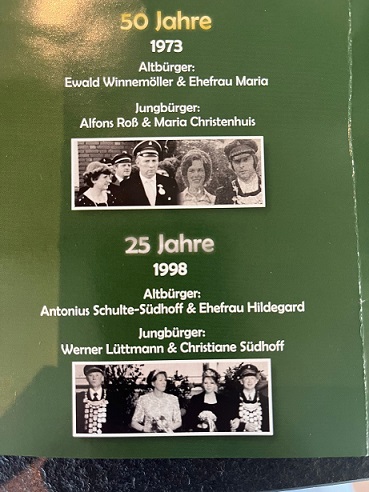 50 Jahre
1973
Altbürger:
Ewald Winnemöller & Ehefrau Maria
Jungbürger:
Alfons Roß & Maria Christenhuis
25 Jahre
1998
Altbürger:
Antonius Schulte-Südhoff & Ehefrau Hildegard
Jungbürger:
Werner Lüttmann & Christiane Südhoff